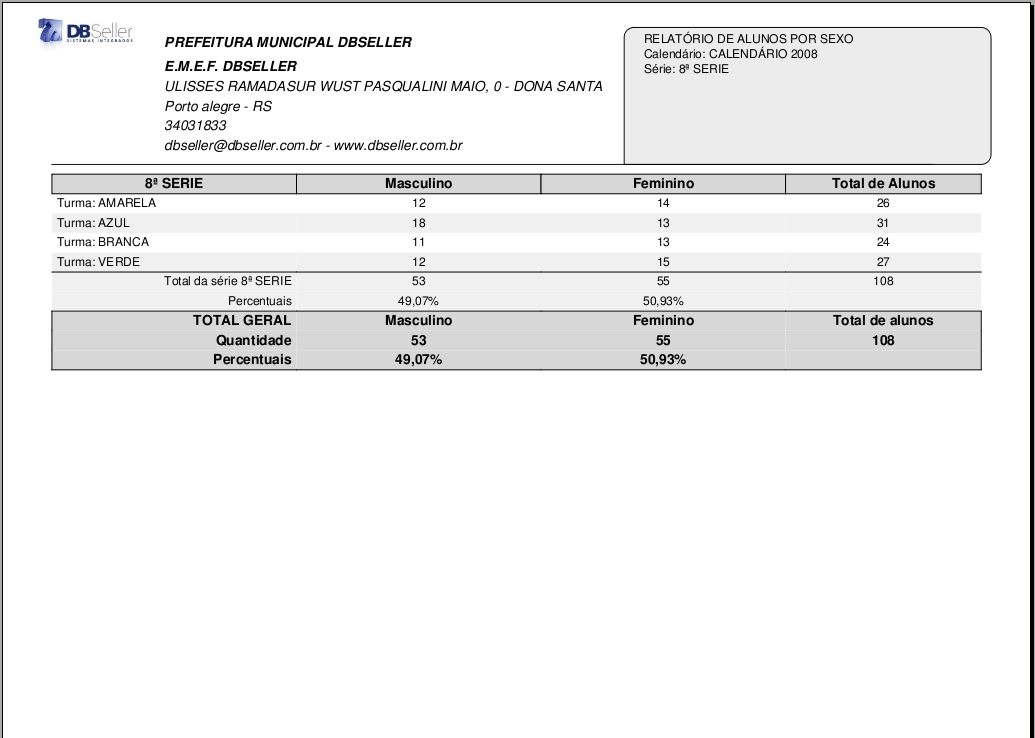 DBSeller
SISTEMAS INTEGRADOS
PREFEITURA MUNICIPAL DBSELLER
E.M.E.F. DBSELLER
ULISSES RAMADASUR WUST PASQUALINI MAIO, 0 - DONA SANTA
Porto alegre - RS
34031833
dbseller@dbseller.com.br - www.dbseller.com.br
RELATÓRIO DE ALUNOS POR SEXO
Calendário: CALENDÁRIO 2008
Série: 8ª SERIE
8ª SERIE Masculino Feminino Total de Alunos
Turma: AMARELA 12 14 26
Turma: AZUL 18 13 31
Turma: BRANCA 11 13 24
Turma: VERDE 12 15 27
Total da série 8ª SERIE 53 55 108
Percentuais 49,07% 50,93%
TOTAL GERAL Masculino Feminino Total de alunos
Quantidade 53 55 108
Percentuais 49,07% 50,93%